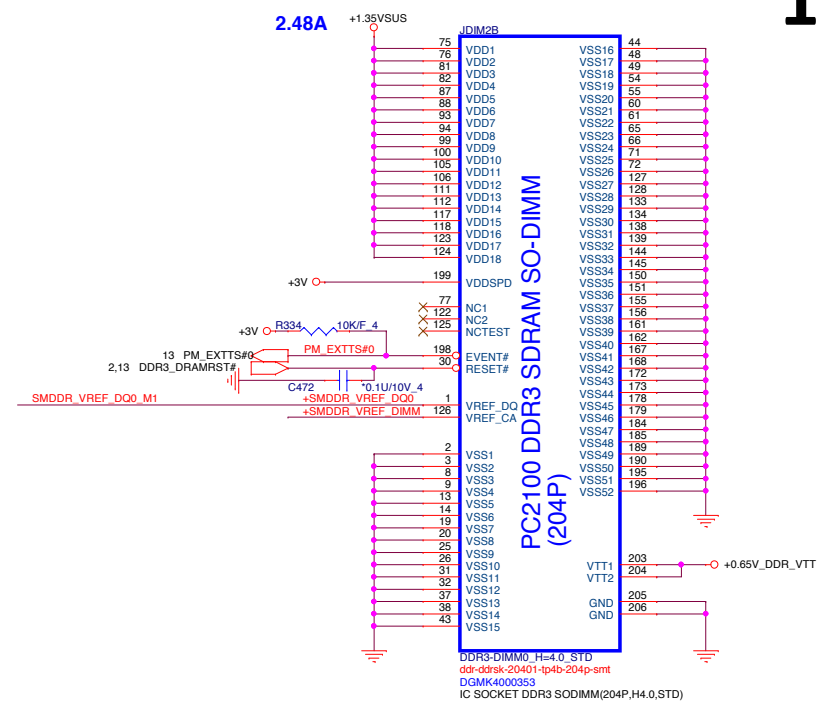 1
2.48A
+1.35VSUS
JDIM2B
75 VDD1 VSS16 44
76 VDD2 VSS17 48
81 VDD3 VSS18 49
82 VDD4 VSS19 54
87 VDD5 VSS20 55
88 VDD6 VSS21 60
93 VDD7 VSS22 61
94 VDD8 VSS23 65
99 VDD9 VSS24 66
100 VDD10 VSS25 71
105 VDD11 VSS26 72
106 VDD12 VSS27 127
111 VDD13 VSS28 128
112 VDD14 VSS29 133
117 VDD15 VSS30 134
118 VDD16 VSS31 138
123 VDD17 VSS32 139
124 VDD18 VSS33 144
VSS34 145
+3V 199 VDDSPD VSS35 150
VSS36 151
77 NC1 VSS37 155
122 NC2 VSS38 156
125 NCTEST VSS39 161
+3V R334 10K/F_4
VSS40 162
13 PM_EXTTS#0 PM_EXTTS#0 198 EVENT# VSS41 167
2,13 DDR3_DRAMRST# 30 RESET# VSS42 168
VSS43 172
C472 *0.1U/10V_4
VSS44 173
SMDDR_VREF_DQ0_M1 +SMDDR_VREF_DQ0 1 VREF_DQ VSS45 178
+SMDDR_VREF_DIMM 126 VREF_CA VSS46 179
VSS47 184
VSS48 185
2 VSS1 VSS49 189
3 VSS2 VSS50 190
8 VSS3 VSS51 195
9 VSS4 VSS52 196
13 VSS5
14 VSS6
19 VSS7
20 VSS8
25 VSS9
26 VSS10 VTT1 203 +0.65V_DDR_VTT
31 VSS11 VTT2 204
32 VSS12
37 VSS13 GND 205
38 VSS14 GND 206
43 VSS15
PC2100 DDR3 SDRAM SO-DIMM
(204P)
DDR3-DIMM0_H=4.0_STD
ddr-ddrsk-20401-tp4b-204p-smt
DGMK4000353
IC SOCKET DDR3 SODIMM(204P,H4.0,STD)